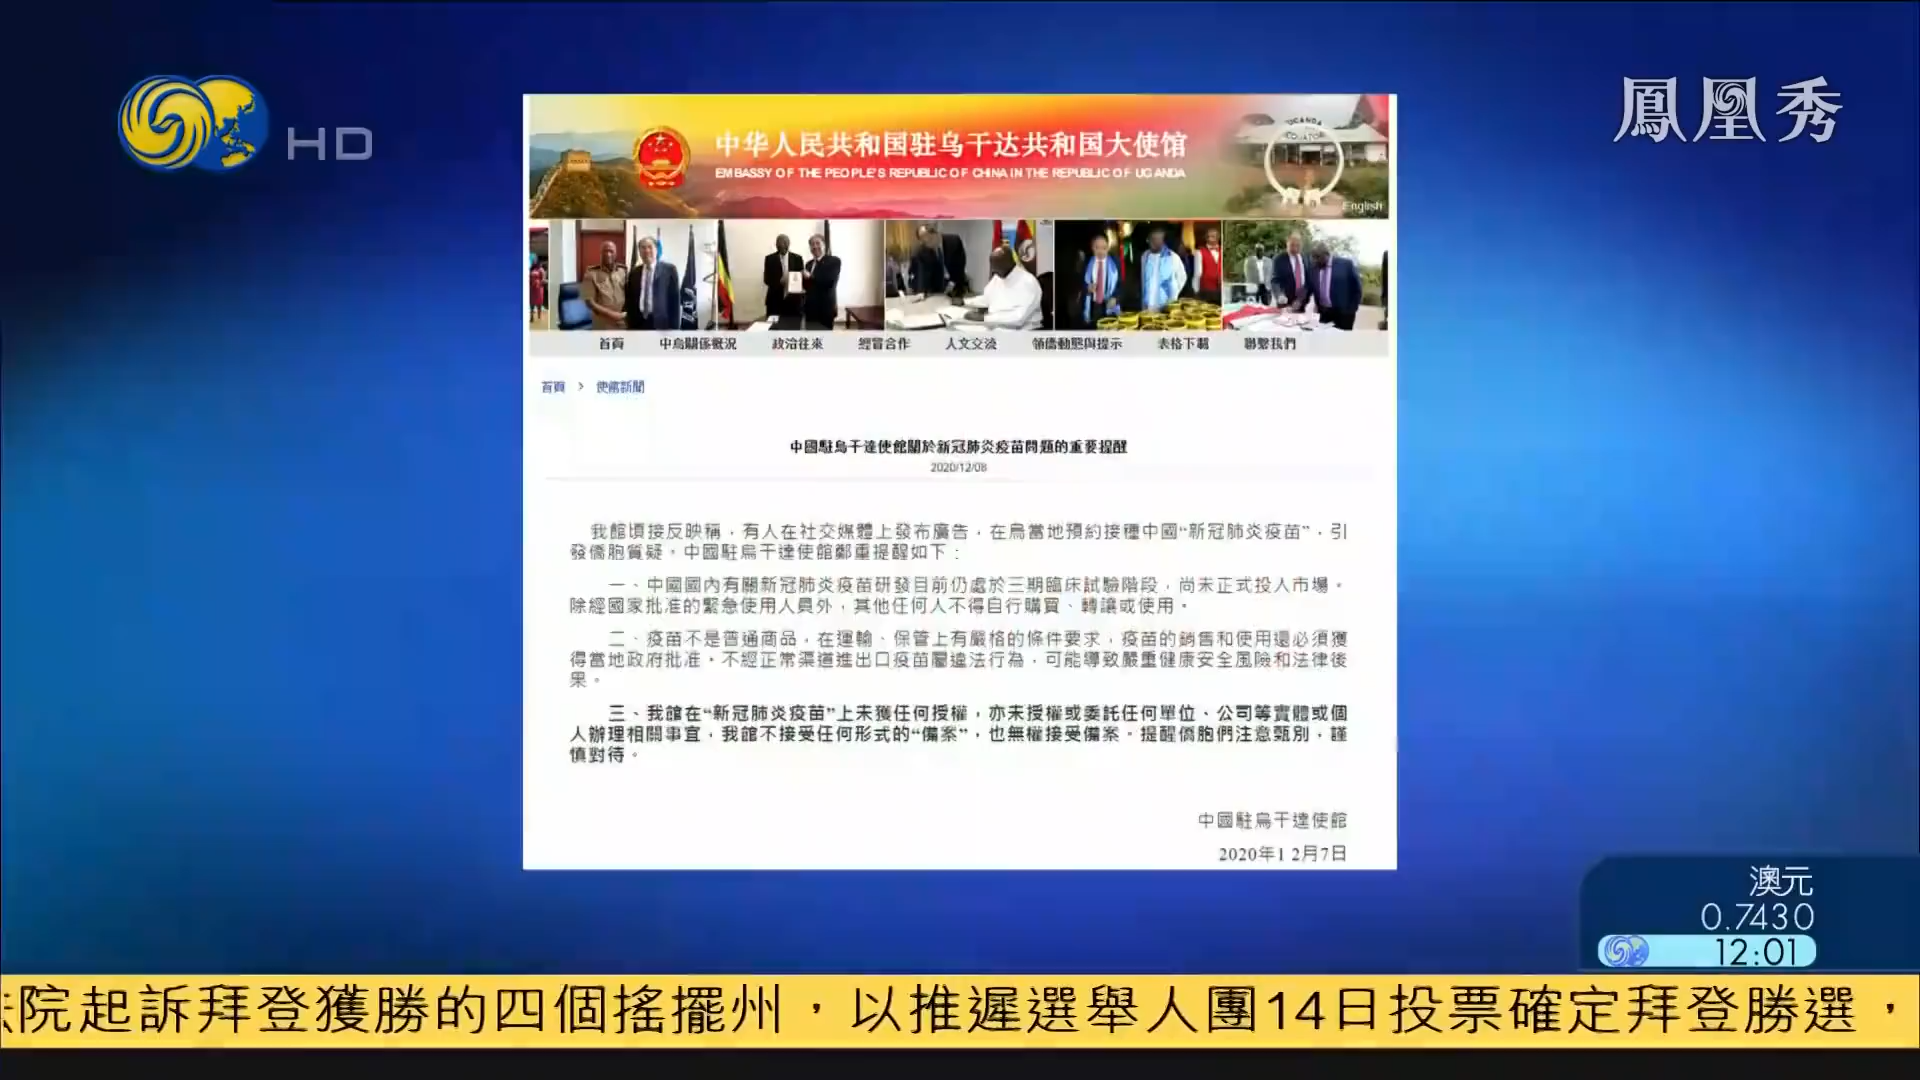 HD
鳳凰秀
中华人民共和国驻乌干达共和国大使馆
EMBASSY OF THE PEOPLE'S REPUBLIC OF CHINA IN THE REPUBLIC OF UGANDA
UGANDA
EQUATOR
English
首頁 中烏關係概況 政治往來 經貿合作 人文交流 領僑動態與提示 表格下載 聯繫我們
首頁 > 使館新聞
中國駐烏干達使館關於新冠肺炎疫苗問題的重要提醒
2020/12/08
我館頃接反映稱，有人在社交媒體上發布廣告，在烏當地預約接種中國“新冠肺炎疫苗”，引
發僑胞質疑。中國駐烏干達使館鄭重提醒如下：
一、中國國內有關新冠肺炎疫苗研發目前仍處於三期臨床試驗階段，尚未正式投入市場。
除經國家批准的緊急使用人員外，其他任何人不得自行購買、轉讓或使用。
二、疫苗不是普通商品，在運輸、保管上有嚴格的條件要求，疫苗的銷售和使用還必須獲
得當地政府批准。不經正常渠道進出口疫苗屬違法行為，可能導致嚴重健康安全風險和法律後
果。
三、我館在“新冠肺炎疫苗”上未獲任何授權，亦未授權或委託任何單位、公司等實體或個
人辦理相關事宜，我館不接受任何形式的“備案”，也無權接受備案。提醒僑胞們注意甄別，謹
慎對待。
中國駐烏干達使館
2020年12月7日
澳元
0.7430
12:01
法院起訴拜登獲勝的四個搖擺州，以推遲選舉人團14日投票確定拜登勝選，